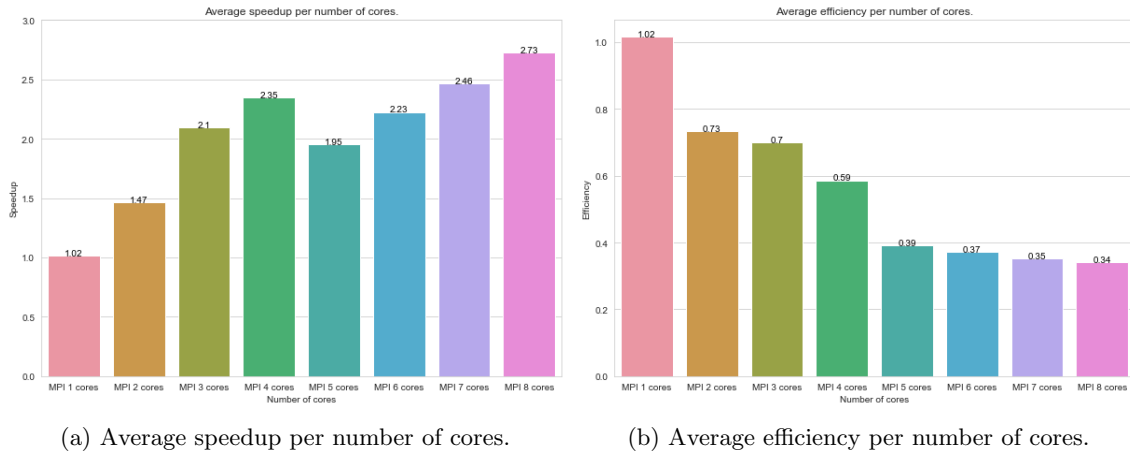 Average speedup per number of cores.
3.0
2.5
2.0
1.5
1.0
0.5
0.0
Speedup
1.02
1.47
2.1
2.35
1.95
2.23
2.46
2.73
MPI 1 cores MPI 2 cores MPI 3 cores MPI 4 cores MPI 5 cores MPI 6 cores MPI 7 cores MPI 8 cores
Number of cores
(a) Average speedup per number of cores.
Average efficiency per number of cores.
1.0
0.8
0.6
0.4
0.2
0.0
Efficiency
1.02
0.73
0.7
0.59
0.39
0.37
0.35
0.34
MPI 1 cores MPI 2 cores MPI 3 cores MPI 4 cores MPI 5 cores MPI 6 cores MPI 7 cores MPI 8 cores
Number of cores
(b) Average efficiency per number of cores.